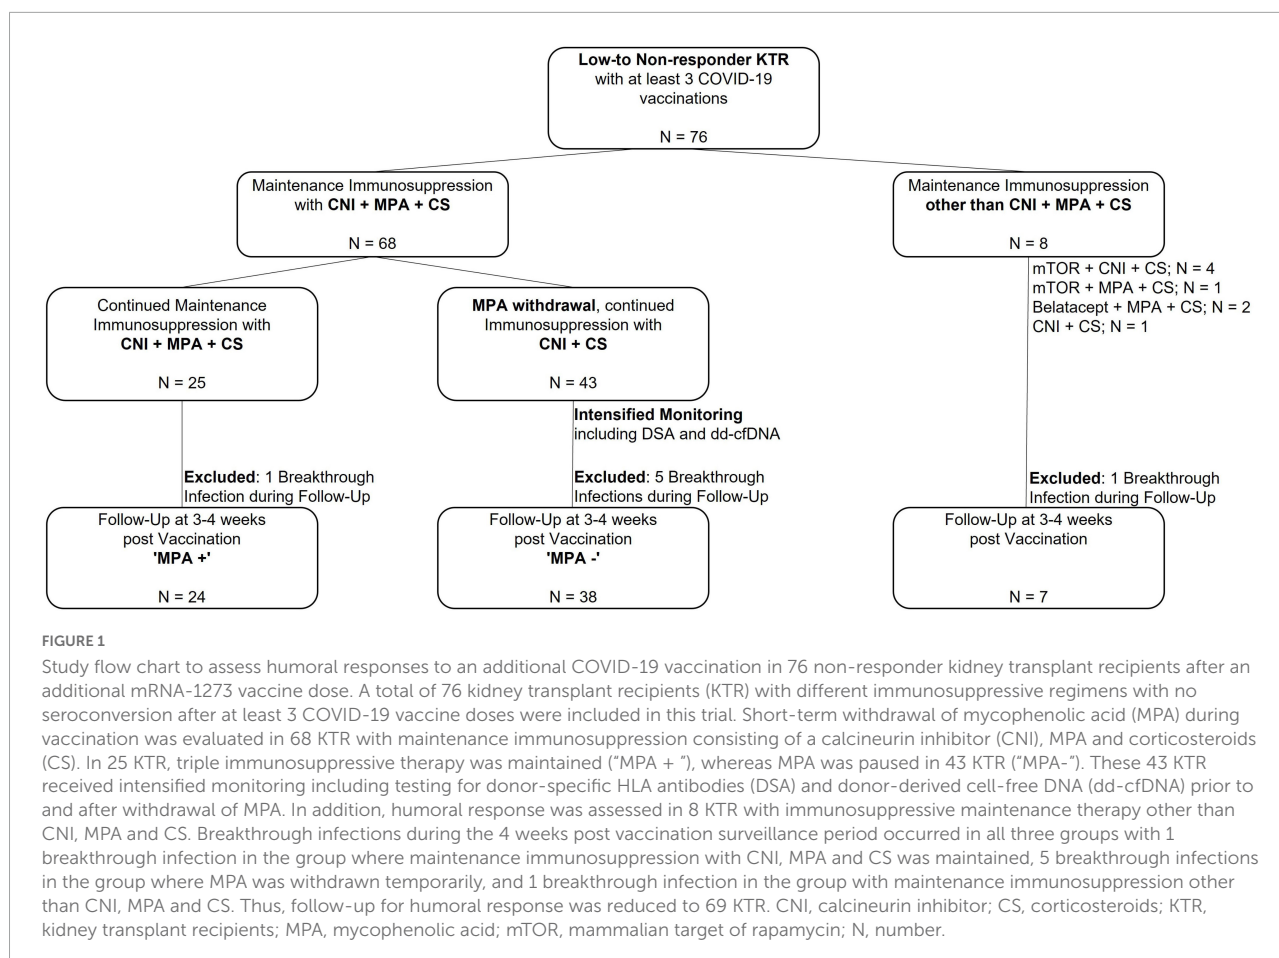 Low-to Non-responder KTR
with at least 3 COVID-19
vaccinations
N = 76
Maintenance Immunosuppression
with CNI + MPA + CS
N = 68
Maintenance Immunosuppression
other than CNI + MPA + CS
N = 8
mTOR + CNI + CS; N = 4
mTOR + MPA + CS; N = 1
Belatacept + MPA + CS; N = 2
CNI + CS; N = 1
Continued Maintenance
Immunosuppression with
CNI + MPA + CS
N = 25
MPA withdrawal, continued
Immunosuppression with
CNI + CS
N = 43
Intensified Monitoring
including DSA and dd-cfDNA
Excluded: 1 Breakthrough
Infection during Follow-Up
Excluded: 5 Breakthrough
Infections during Follow-Up
Excluded: 1 Breakthrough
Infection during Follow-Up
Follow-Up at 3-4 weeks
post Vaccination
'MPA +'
N = 24
Follow-Up at 3-4 weeks
post Vaccination
'MPA -'
N = 38
Follow-Up at 3-4 weeks
post Vaccination
N = 7
FIGURE 1
Study flow chart to assess humoral responses to an additional COVID-19 vaccination in 76 non-responder kidney transplant recipients after an
additional mRNA-1273 vaccine dose. A total of 76 kidney transplant recipients (KTR) with different immunosuppressive regimens with no
seroconversion after at least 3 COVID-19 vaccine doses were included in this trial. Short-term withdrawal of mycophenolic acid (MPA) during
vaccination was evaluated in 68 KTR with maintenance immunosuppression consisting of a calcineurin inhibitor (CNI), MPA and corticosteroids
(CS). In 25 KTR, triple immunosuppressive therapy was maintained (“MPA + ”), whereas MPA was paused in 43 KTR (“MPA-”). These 43 KTR
received intensified monitoring including testing for donor-specific HLA antibodies (DSA) and donor-derived cell-free DNA (dd-cfDNA) prior to
and after withdrawal of MPA. In addition, humoral response was assessed in 8 KTR with immunosuppressive maintenance therapy other than
CNI, MPA and CS. Breakthrough infections during the 4 weeks post vaccination surveillance period occurred in all three groups with 1
breakthrough infection in the group where maintenance immunosuppression with CNI, MPA and CS was maintained, 5 breakthrough infections
in the group where MPA was withdrawn temporarily, and 1 breakthrough infection in the group with maintenance immunosuppression other
than CNI, MPA and CS. Thus, follow-up for humoral response was reduced to 69 KTR. CNI, calcineurin inhibitor; CS, corticosteroids; KTR,
kidney transplant recipients; MPA, mycophenolic acid; mTOR, mammalian target of rapamycin; N, number.